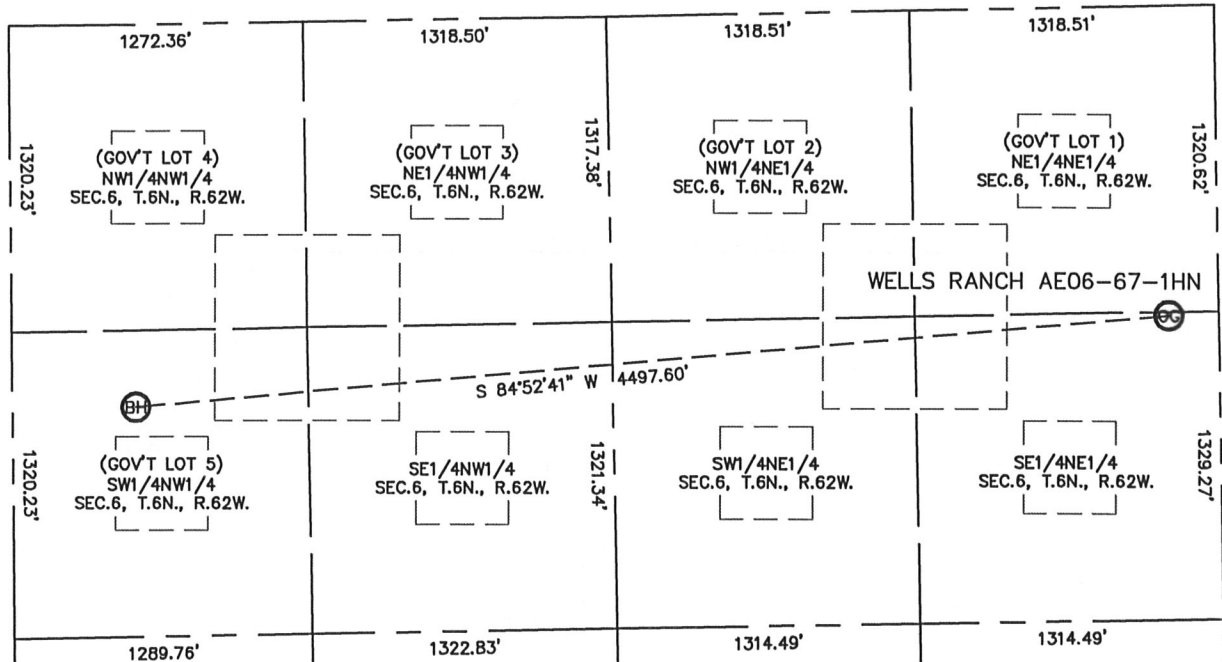 1272.36'
1318.50'
1318.51'
1318.51'
1320.23'
(GOV'T LOT 4)
NW1/4NW1/4
SEC.6, T.6N., R.62W.
(GOV'T LOT 3)
NE1/4NW1/4
SEC.6, T.6N., R.62W.
1317.38'
(GOV'T LOT 2)
NW1/4NE1/4
SEC.6, T.6N., R.62W.
(GOV'T LOT 1)
NE1/4NE1/4
SEC.6, T.6N., R.62W.
1320.62'
WELLS RANCH AE06-67-1HN
OG
S 84°52'41" W 4497.60'
BH
1320.23'
(GOV'T LOT 5)
SW1/4NW1/4
SEC.6, T.6N., R.62W.
SE1/4NW1/4
SEC.6, T.6N., R.62W.
1321.34'
SW1/4NE1/4
SEC.6, T.6N., R.62W.
SE1/4NE1/4
SEC.6, T.6N., R.62W.
1329.27'
1289.76'
1322.83'
1314.49'
1314.49'